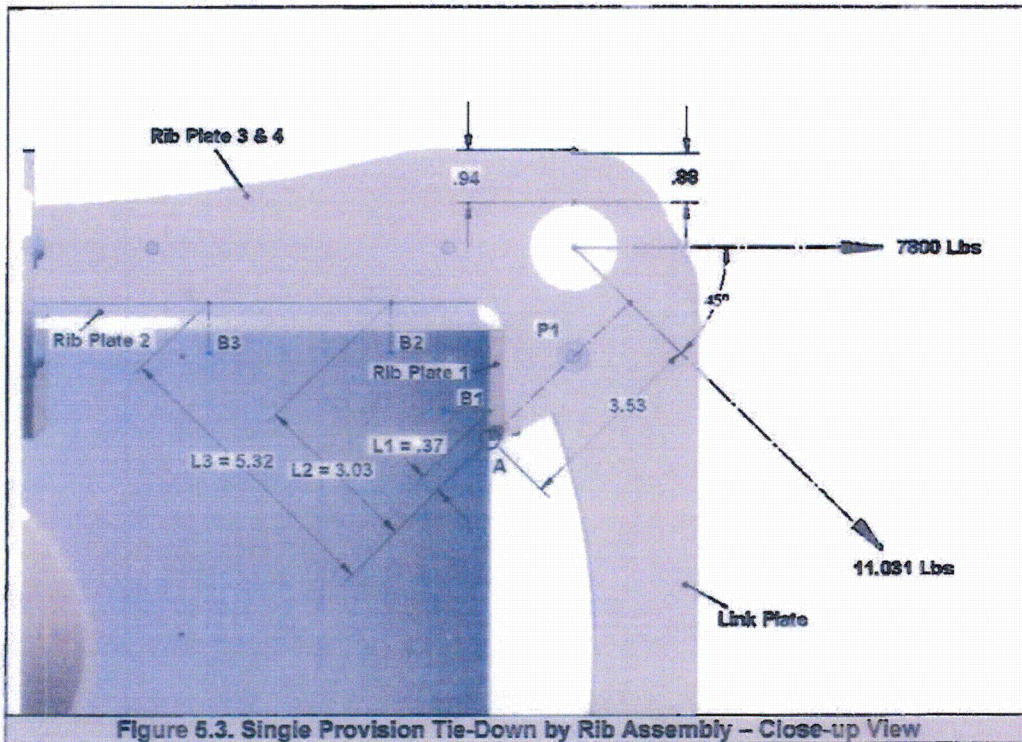 Rib Plate 3 & 4
.94
.88
7800 Lbs
45°
Rib Plate 2
B3
B2
P1
Rib Plate 1
B1
3.53
L1 = .37
L3 = 5.32
L2 = 3.03
A
11.031 Lbs
Link Plate
Figure 5.3. Single Provision Tie-Down by Rib Assembly – Close-up View